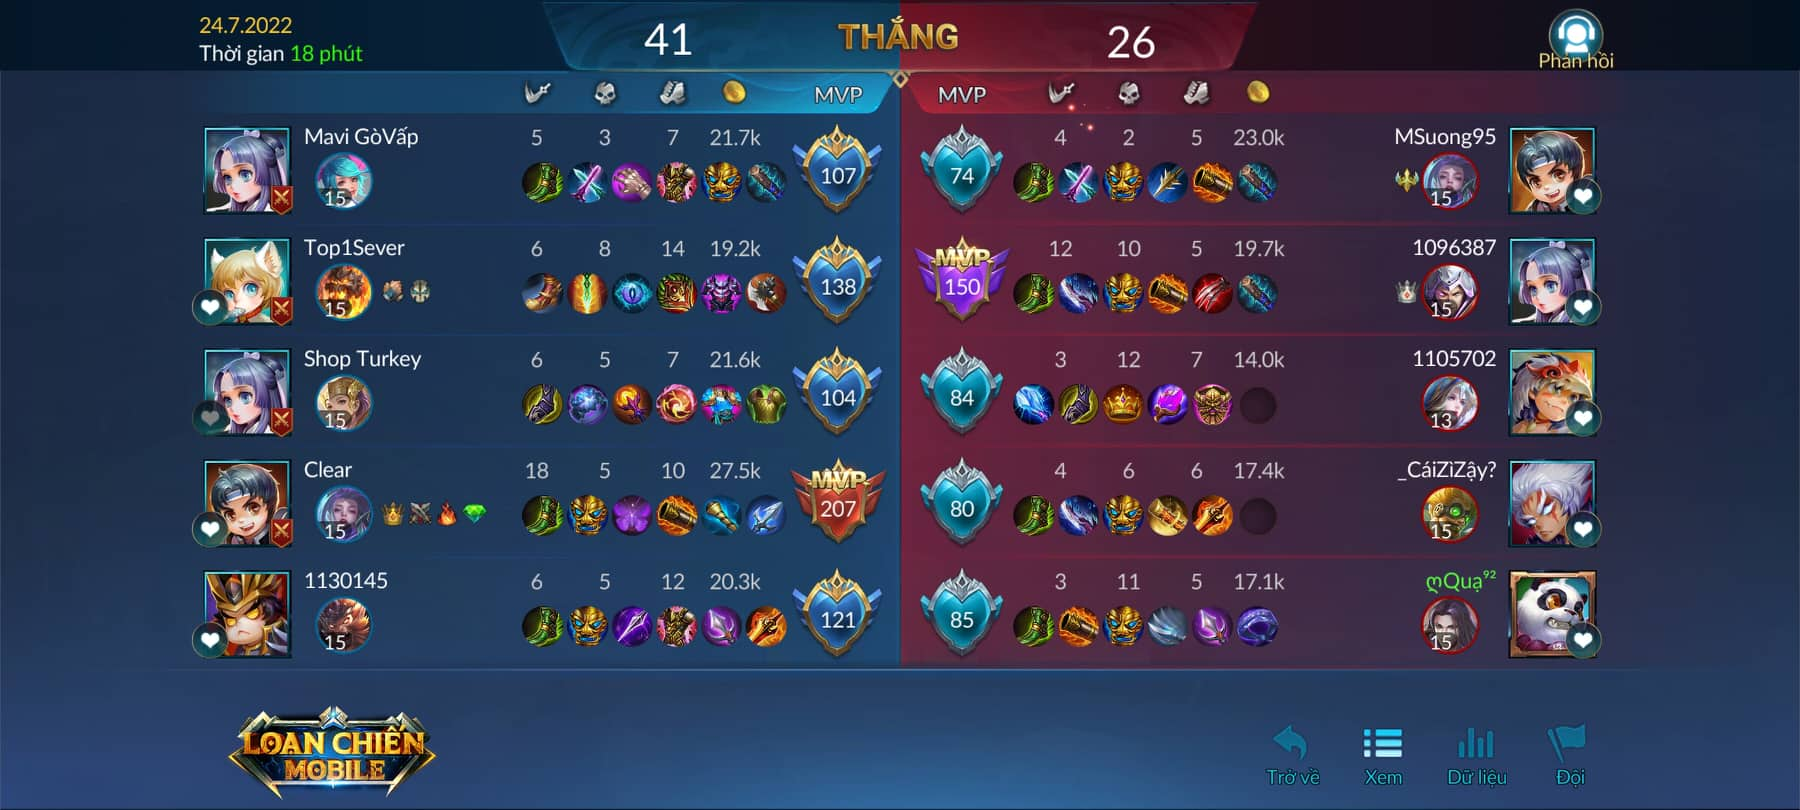 24.7.2022
Thời gian 18 phút
41
THẮNG
26
Phản hồi
MVP
MVP
Mavi GòVấp
15
5 3 7 21.7k
107
74
4 2 5 23.0k
MSuong95
15
Top1Sever
15
6 8 14 19.2k
138
MVP
150
12 10 5 19.7k
1096387
15
Shop Turkey
15
6 5 7 21.6k
104
84
3 12 7 14.0k
1105702
13
Clear
15
18 5 10 27.5k
MVP
207
80
4 6 6 17.4k
_CáiZìZậy?
15
1130145
15
6 5 12 20.3k
121
85
3 11 5 17.1k
ღQuạ⁹²
15
LOẠN CHIẾN
MOBILE
Trở về
Xem
Dữ liệu
Đội